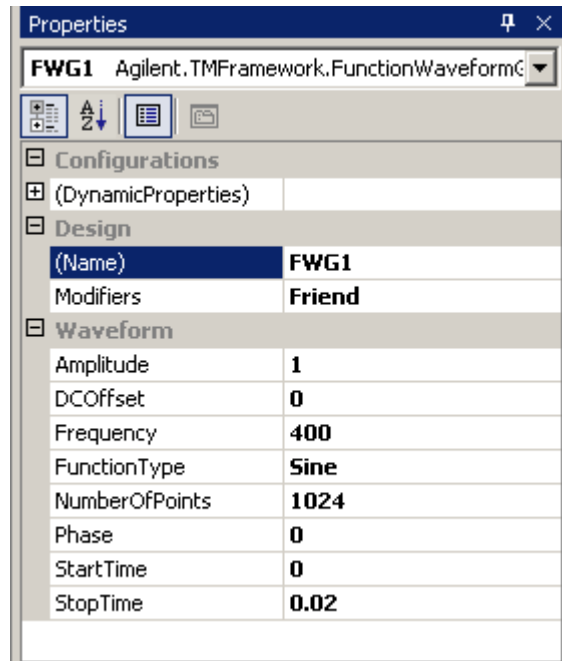 Properties
FWG1 Agilent.TMFramework.FunctionWaveformG
Configurations
(DynamicProperties)
Design
(Name) FWG1
Modifiers Friend
Waveform
Amplitude 1
DCOffset 0
Frequency 400
FunctionType Sine
NumberOfPoints 1024
Phase 0
StartTime 0
StopTime 0.02